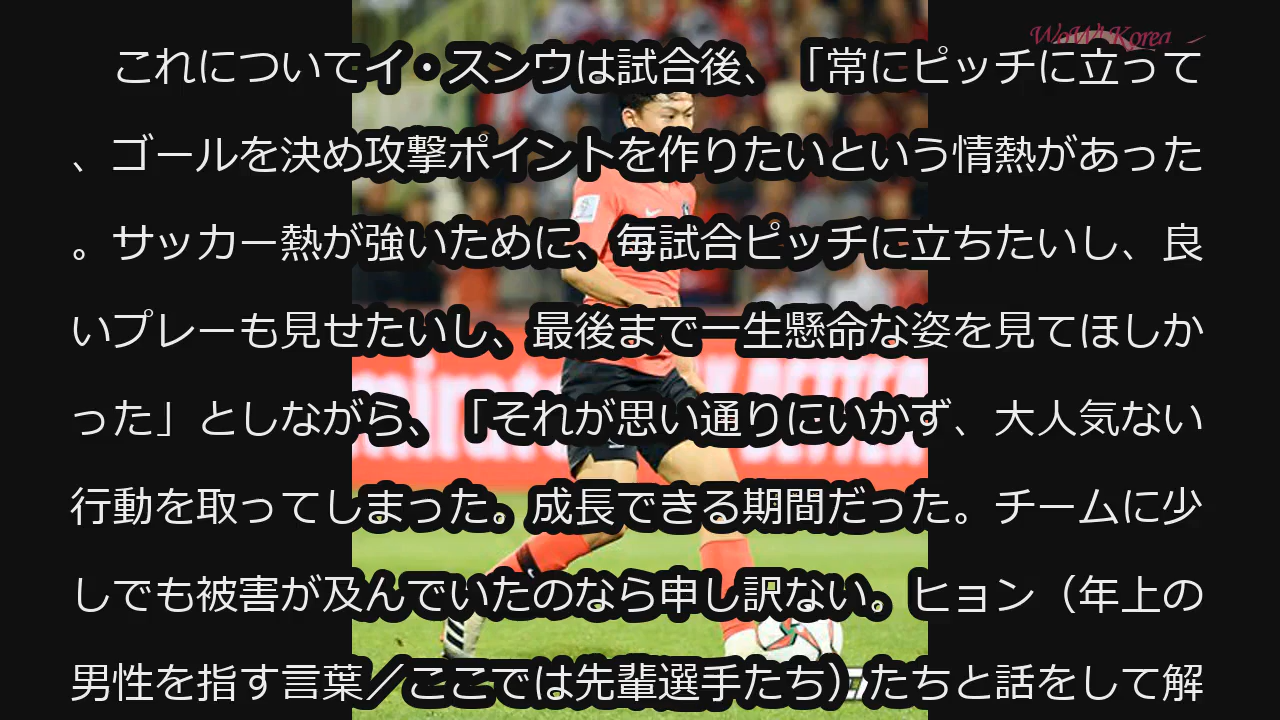 WoW!Korea
これについてイ・スンウは試合後、「常にピッチに立って
、ゴールを決め攻撃ポイントを作りたいという情熱があった
。サッカー熱が強いために、毎試合ピッチに立ちたいし、良
いプレーも見せたいし、最後まで一生懸命な姿を見てほしか
った」としながら、「それが思い通りにいかず、大人気ない
行動を取ってしまった。成長できる期間だった。チームに少
しでも被害が及んでいたのなら申し訳ない。ヒョン（年上の
男性を指す言葉／ここでは先輩選手たち）たちと話をして解